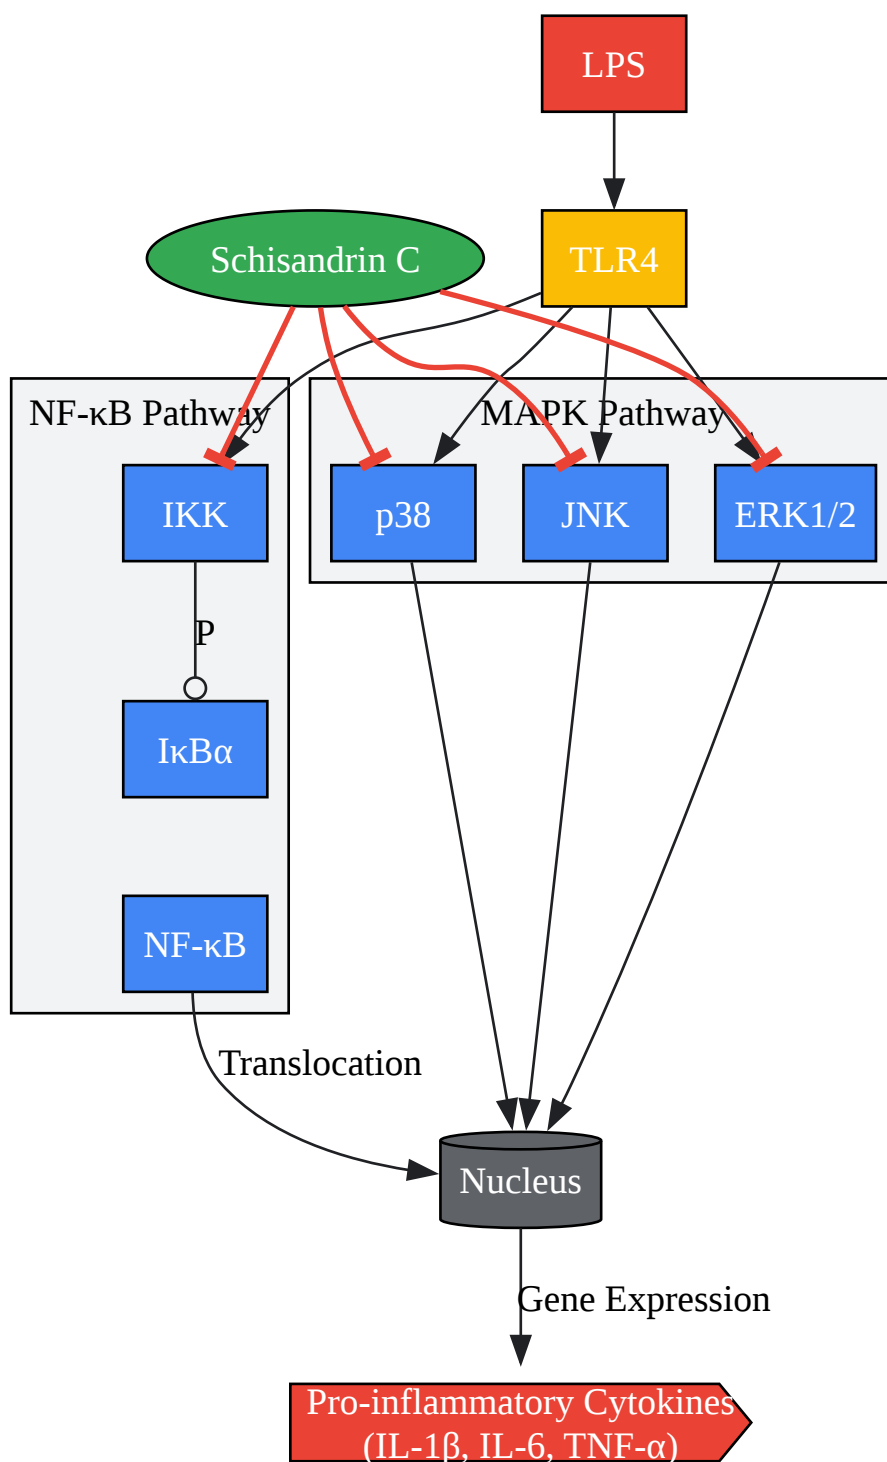 LPS
Schisandrin C
TLR4
NF-κB Pathway
MAPK Pathway
IKK
p38
JNK
ERK1/2
P
IκBα
NF-κB
Translocation
Nucleus
Gene Expression
Pro-inflammatory Cytokines
(IL-1β, IL-6, TNF-α)